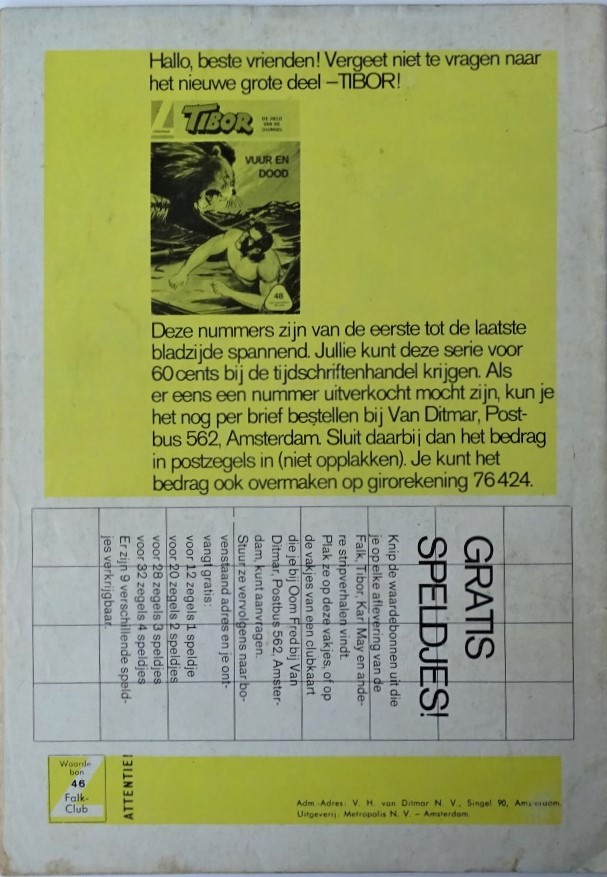 Hallo, beste vrienden! Vergeet niet te vragen naar
het nieuwe grote deel –TIBOR!
TIBOR
DE HELD
VAN DE
DJUNGEL
VUUR EN
DOOD
46
Deze nummers zijn van de eerste tot de laatste
bladzijde spannend. Jullie kunt deze serie voor
60 cents bij de tijdschriftenhandel krijgen. Als
er eens een nummer uitverkocht mocht zijn, kun je
het nog per brief bestellen bij Van Ditmar, Post-
bus 562, Amsterdam. Sluit daarbij dan het bedrag
in postzegels in (niet opplakken). Je kunt het
bedrag ook overmaken op girorekening 76424.
GRATIS
SPELDJES!
Knip de waardebonnen uit die
je op elke aflevering van de
Falk, Tibor, Karl May en ande-
re stripverhalen vindt.
Plak ze op deze vakjes, of op
de vakjes van een clubkaart
die je bij Oom Fred bij Van
Ditmar, Postbus 562, Amster-
dam, kunt aanvragen.
Stuur ze vervolgens naar bo-
venstaand adres en je ont-
vangt gratis:
voor 12 zegels 1 speldje
voor 20 zegels 2 speldjes
voor 28 zegels 3 speldjes
voor 32 zegels 4 speldjes
Er zijn 9 verschillende speld-
jes verkrijgbaar.
Waarde
bon
46
Falk-
Club
ATTENTIE!
Adm.-Adres: V. H. van Ditmar N. V., Singel 90, Amsterdam.
Uitgeverij: Metropolis N. V. – Amsterdam.